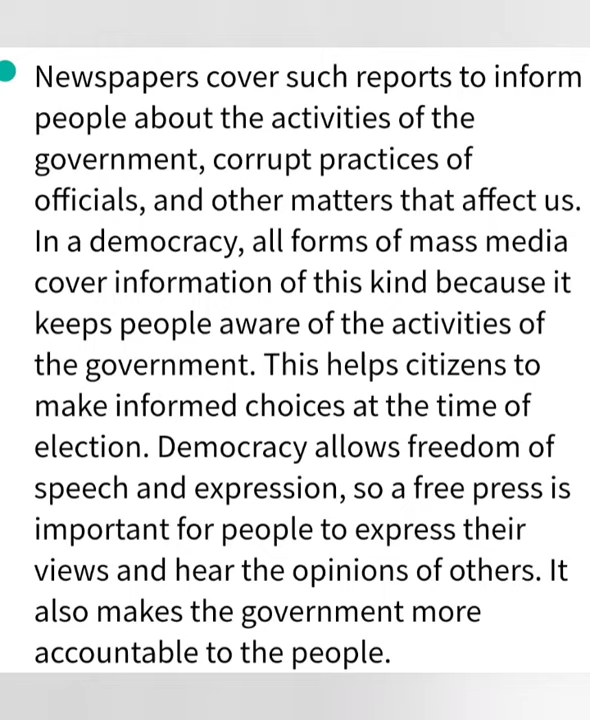 Newspapers cover such reports to inform
people about the activities of the
government, corrupt practices of
officials, and other matters that affect us.
In a democracy, all forms of mass media
cover information of this kind because it
keeps people aware of the activities of
the government. This helps citizens to
make informed choices at the time of
election. Democracy allows freedom of
speech and expression, so a free press is
important for people to express their
views and hear the opinions of others. It
also makes the government more
accountable to the people.